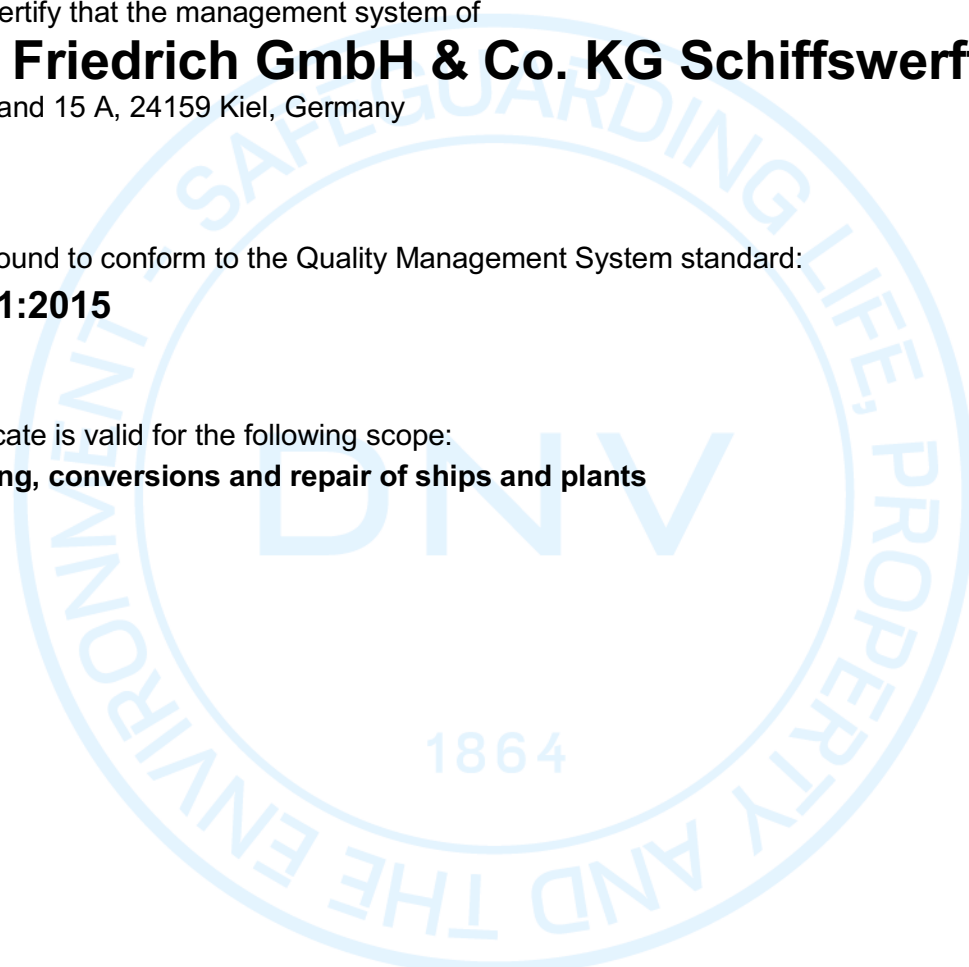 ertify that the management system of
Friedrich GmbH & Co. KG Schiffswerft
and 15 A, 24159 Kiel, Germany
ound to conform to the Quality Management System standard:
1:2015
cate is valid for the following scope:
ng, conversions and repair of ships and plants
SAFEGUARDING LIFE, PROPERTY AND THE ENVIRONMENT
DNV
1864